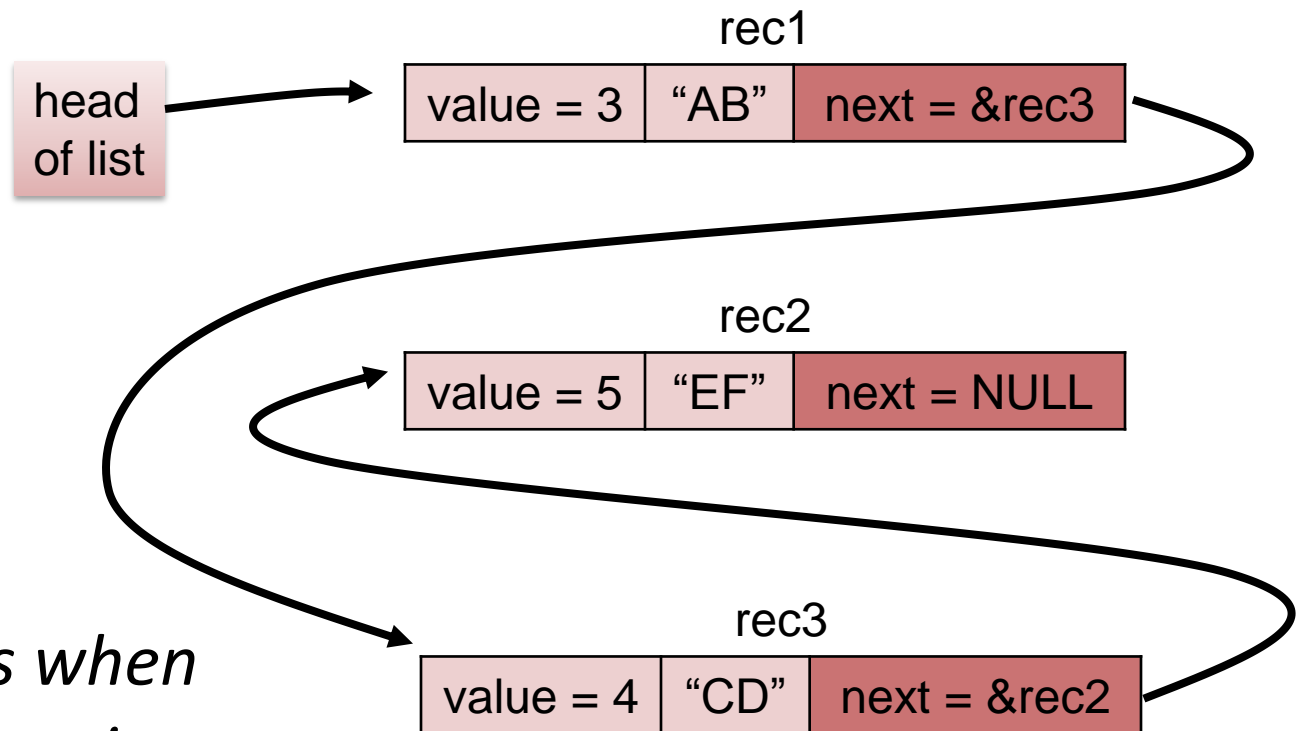 rec1
head
of list
value = 3 “AB” next = &rec3
rec2
value = 5 “EF” next = NULL
rec3
s when
value = 4 “CD” next = &rec2